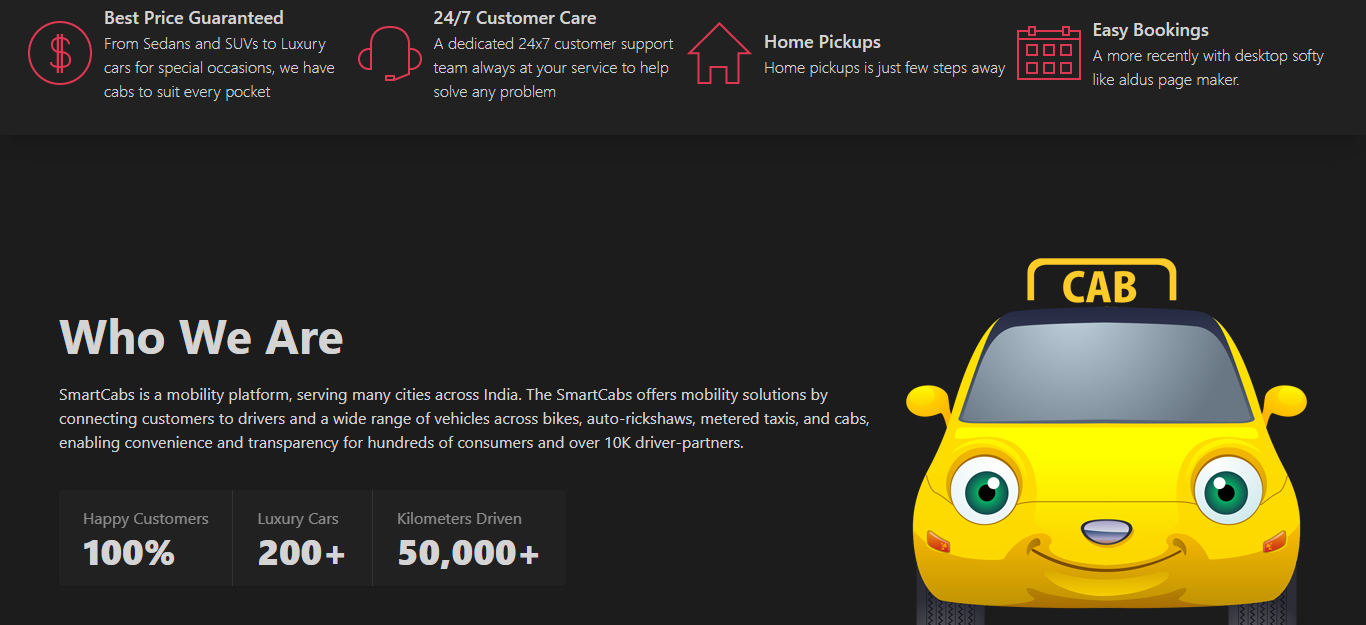 Best Price Guaranteed
From Sedans and SUVs to Luxury
cars for special occasions, we have
cabs to suit every pocket
24/7 Customer Care
A dedicated 24x7 customer support
team always at your service to help
solve any problem
Home Pickups
Home pickups is just few steps away
Easy Bookings
A more recently with desktop softy
like aldus page maker.
CAB
Who We Are
SmartCabs is a mobility platform, serving many cities across India. The SmartCabs offers mobility solutions by
connecting customers to drivers and a wide range of vehicles across bikes, auto-rickshaws, metered taxis, and cabs,
enabling convenience and transparency for hundreds of consumers and over 10K driver-partners.
Happy Customers
100%
Luxury Cars
200+
Kilometers Driven
50,000+